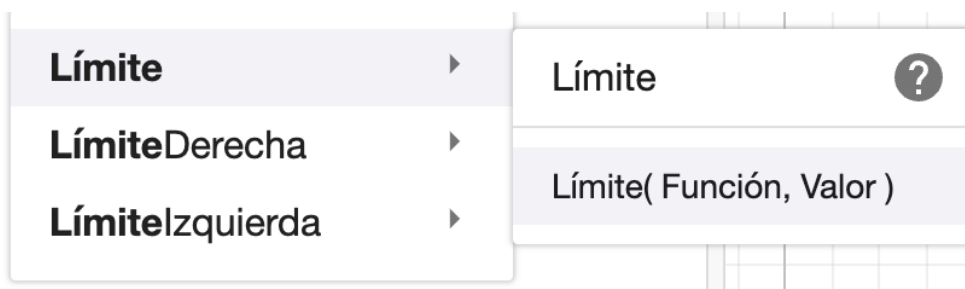 Límite
LímiteDerecha
LímiteIzquierda
Límite
?
Límite( Función, Valor )